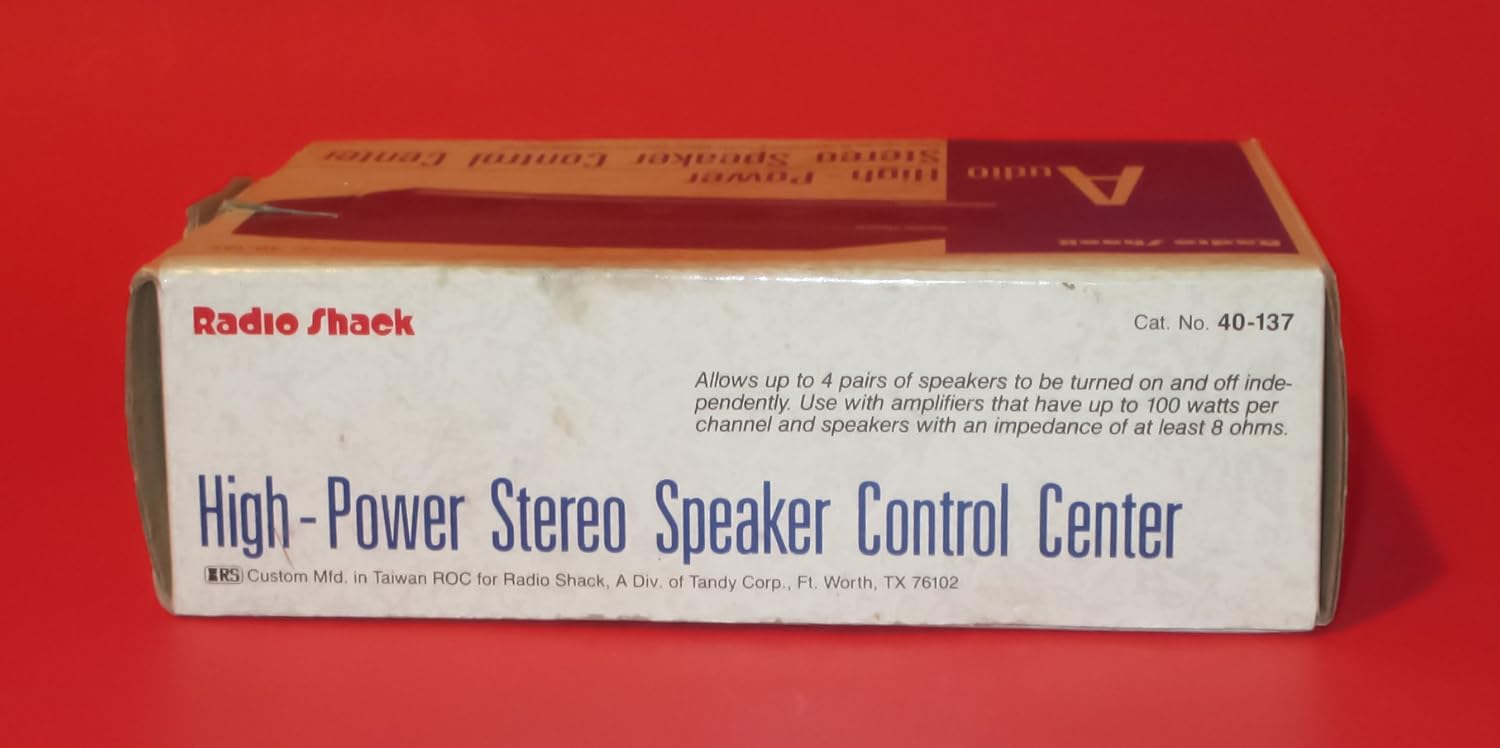 Stereo Speaker Control Center
High-Power
Audio
Radio Shack
Radio Shack
Cat. No. 40-137
Allows up to 4 pairs of speakers to be turned on and off inde-
pendently. Use with amplifiers that have up to 100 watts per
channel and speakers with an impedance of at least 8 ohms.
High-Power Stereo Speaker Control Center
RS Custom Mfd. in Taiwan ROC for Radio Shack, A Div. of Tandy Corp., Ft. Worth, TX 76102